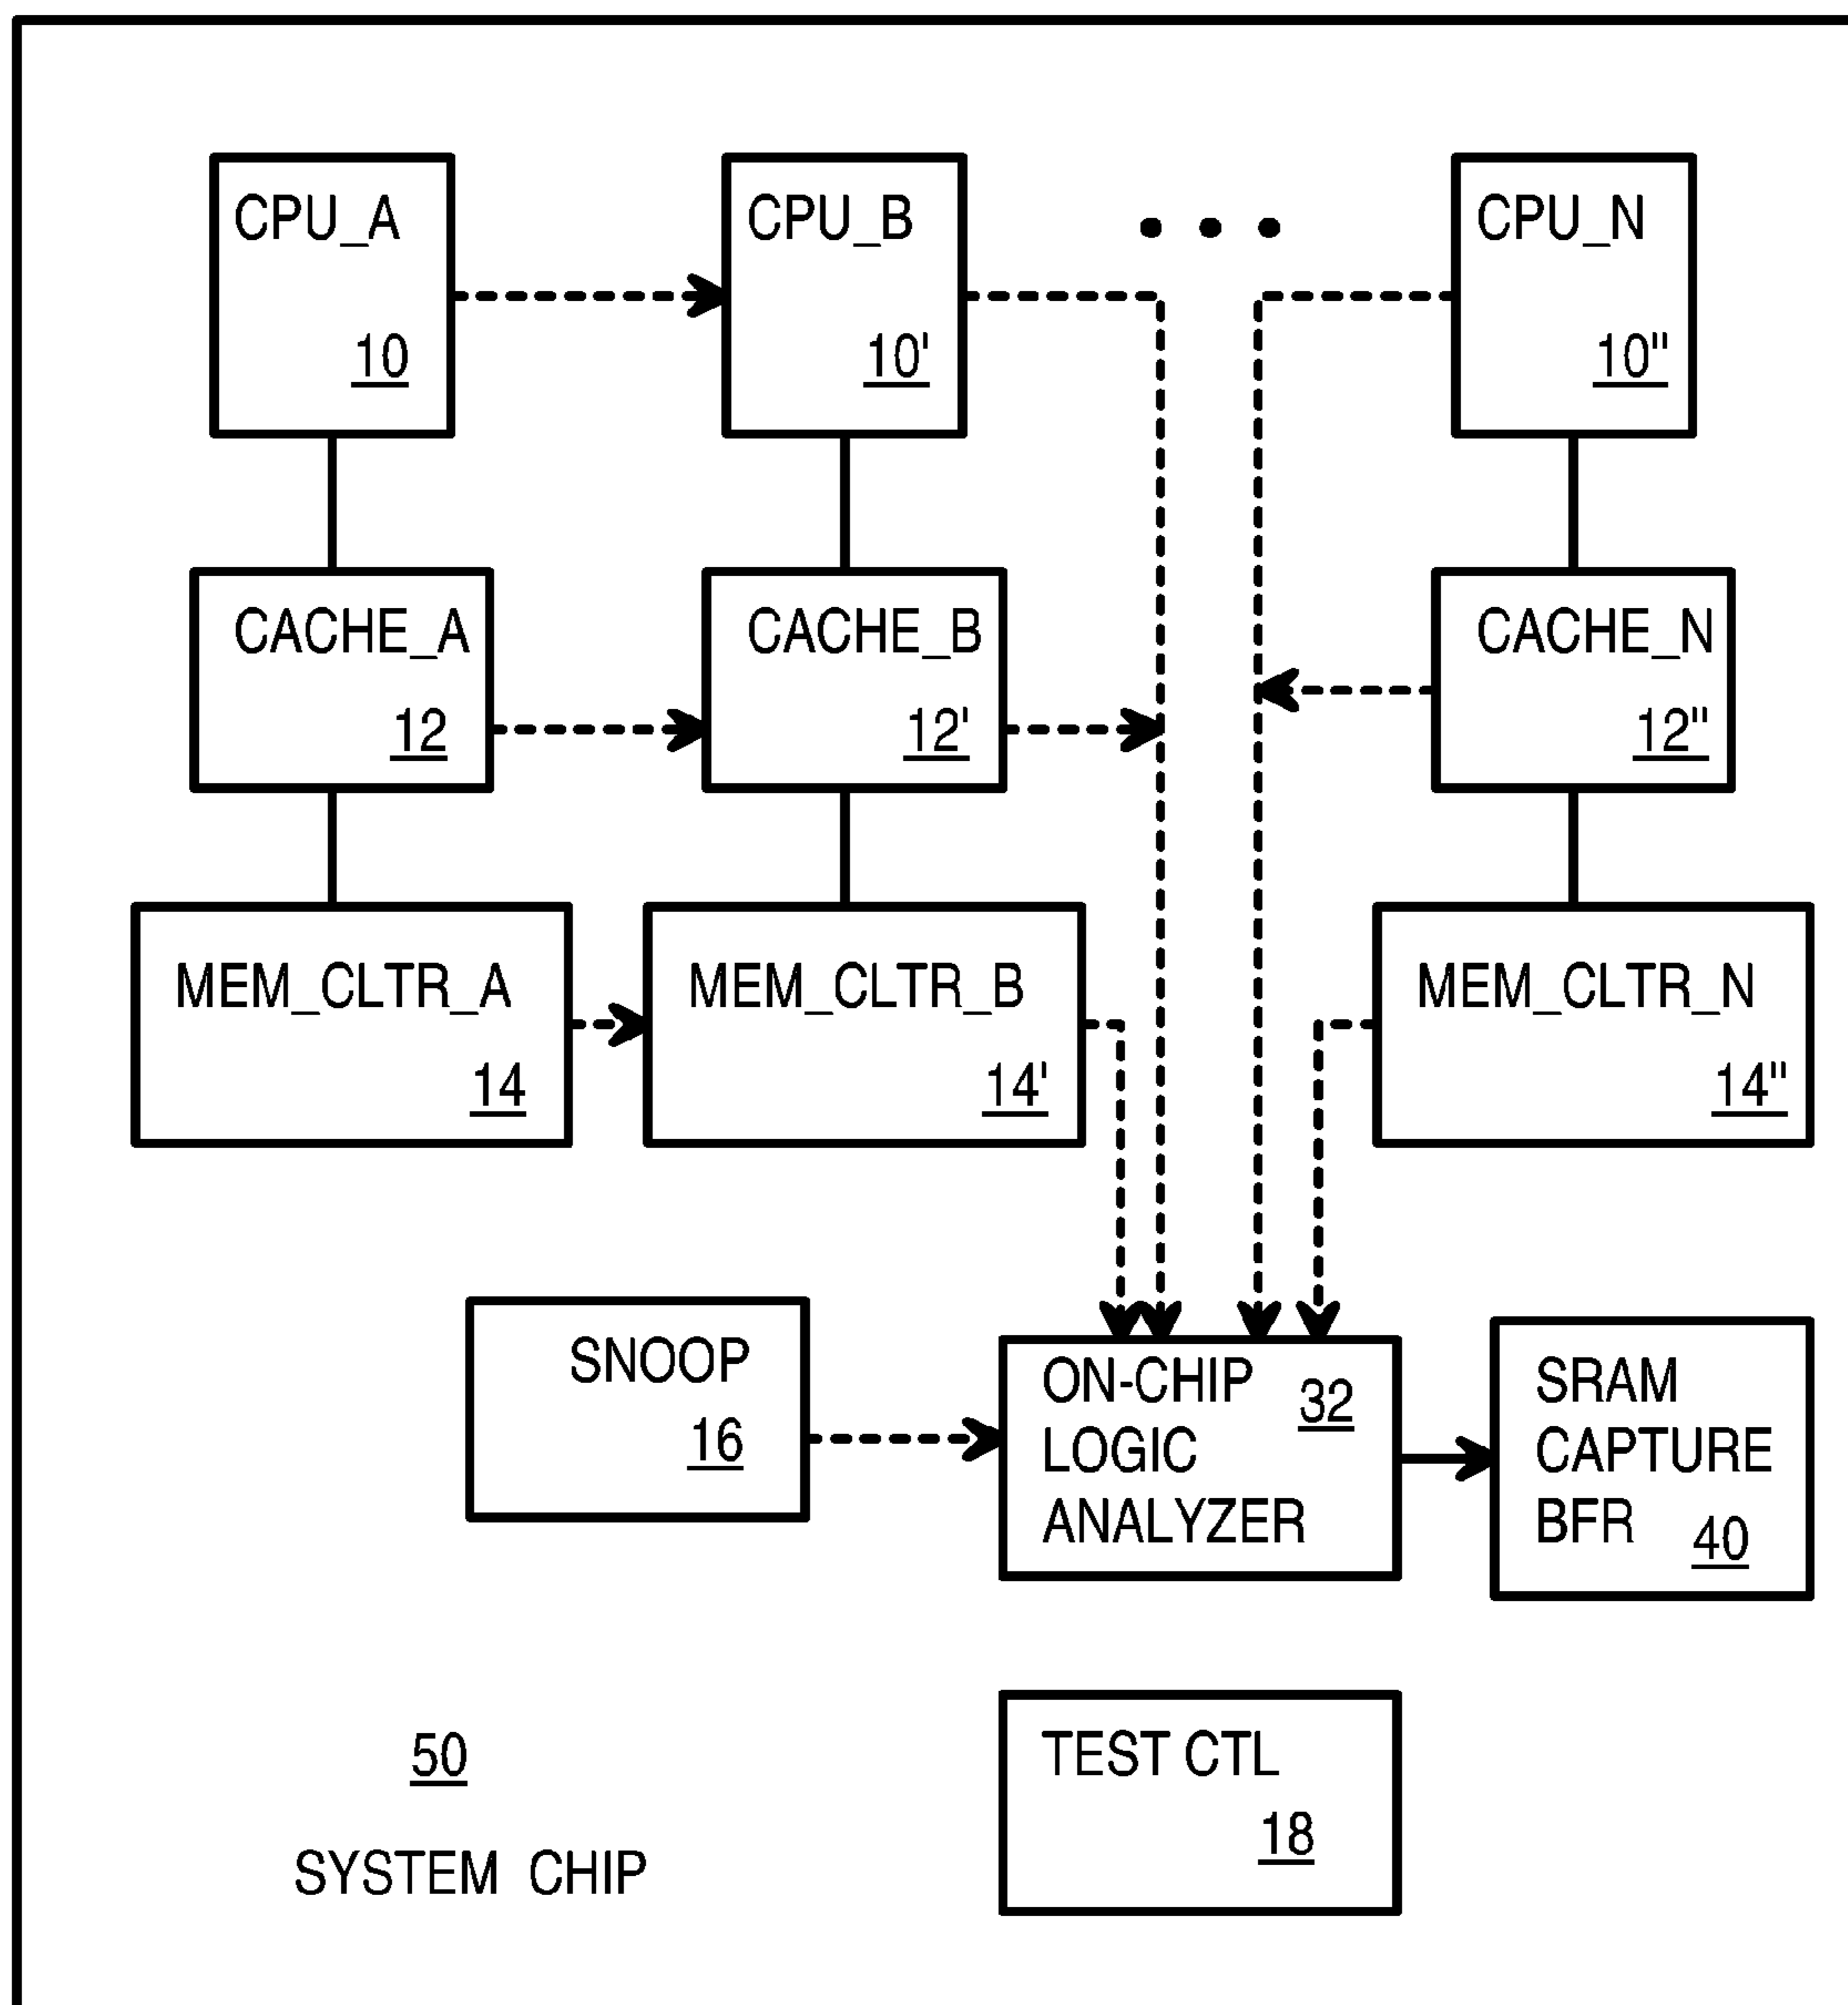 CPU_A
10
CPU_B
10'
CPU_N
10"
CACHE_A
12
CACHE_B
12'
CACHE_N
12"
MEM_CLTR_A
14
MEM_CLTR_B
14'
MEM_CLTR_N
14"
SNOOP
16
ON-CHIP
32
LOGIC
ANALYZER
SRAM
CAPTURE
BFR
40
TEST CTL
18
50
SYSTEM CHIP